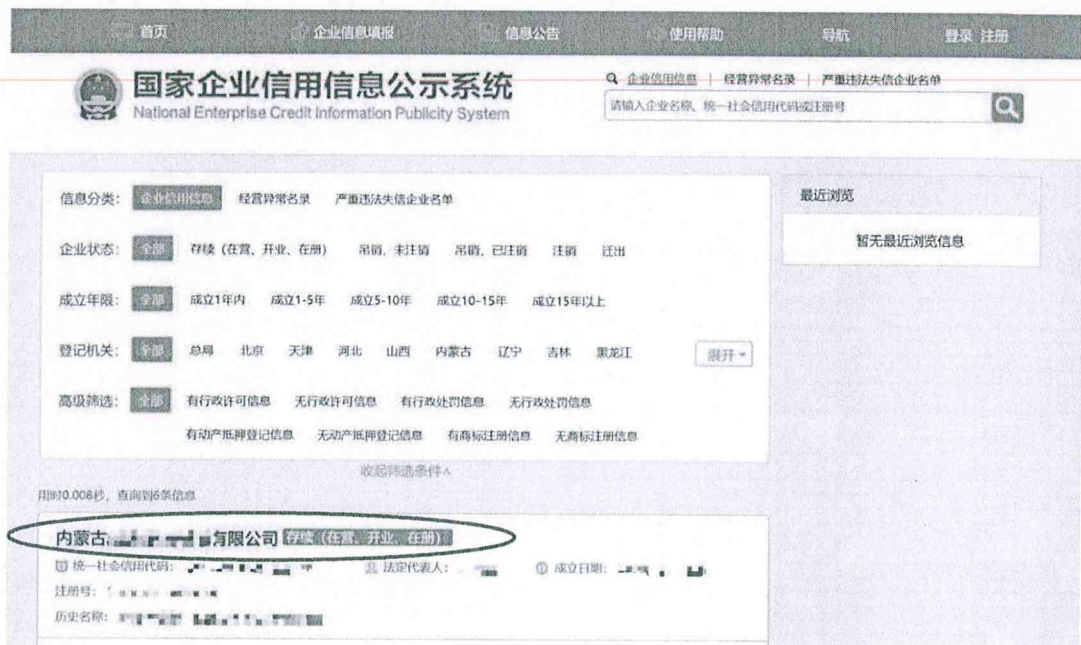 首页 企业信息填报 信息公告 使用帮助 导航 登录 注册
国家企业信用信息公示系统
National Enterprise Credit Information Publicity System
企业信用信息 | 经营异常名录 | 严重违法失信企业名单
请输入企业名称、统一社会信用代码或注册号
信息分类: 企业信用信息 经营异常名录 严重违法失信企业名单
企业状态: 全部 存续（在营、开业、在册） 吊销，未注销 吊销，已注销 注销 迁出
成立年限: 全部 成立1年内 成立1-5年 成立5-10年 成立10-15年 成立15年以上
登记机关: 全部 总局 北京 天津 河北 山西 内蒙古 辽宁 吉林 黑龙江 展开
高级筛选: 全部 有行政许可信息 无行政许可信息 有行政处罚信息 无行政处罚信息
有动产抵押登记信息 无动产抵押登记信息 有商标注册信息 无商标注册信息
收起筛选条件
最近浏览
暂无最近浏览信息
用时0.008秒，查询到6条信息
内蒙古 有限公司 存续（在营、开业、在册）
统一社会信用代码: 法定代表人: 成立日期:
注册号:
历史名称: